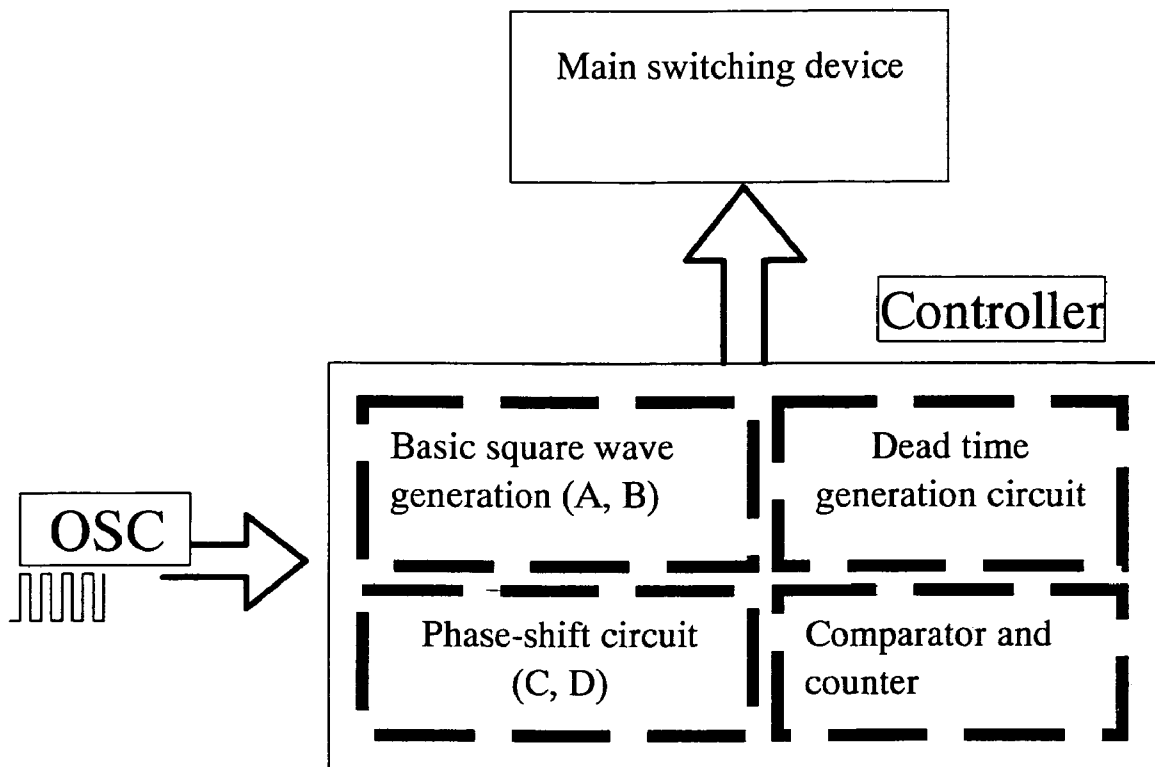 Main switching device
Controller
Basic square wave
generation (A, B)
Dead time
generation circuit
OSC
Phase-shift circuit
(C, D)
Comparator and
counter